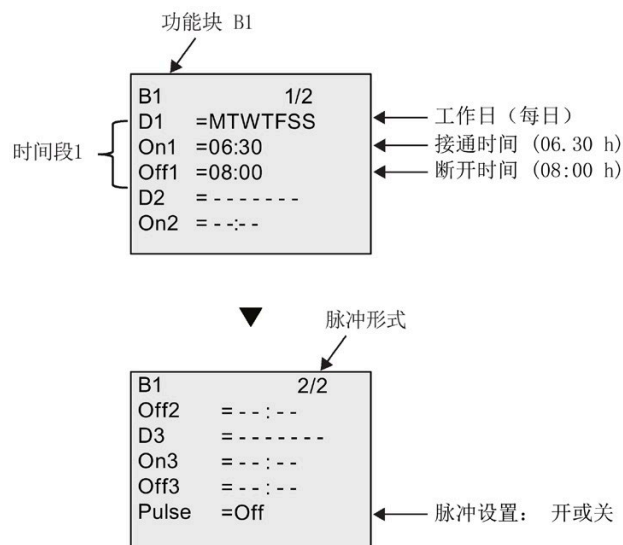 功能块 B1
B1 1/2
D1 =MTWTFSS
工作日（每日）
时间段1
On1 =06:30
接通时间 (06.30 h)
Off1 =08:00
断开时间 (08:00 h)
D2 =-------
On2 =--:--
脉冲形式
B1 2/2
Off2 =--:--
D3 =-------
On3 =--:--
Off3 =--:--
Pulse =Off
脉冲设置： 开或关